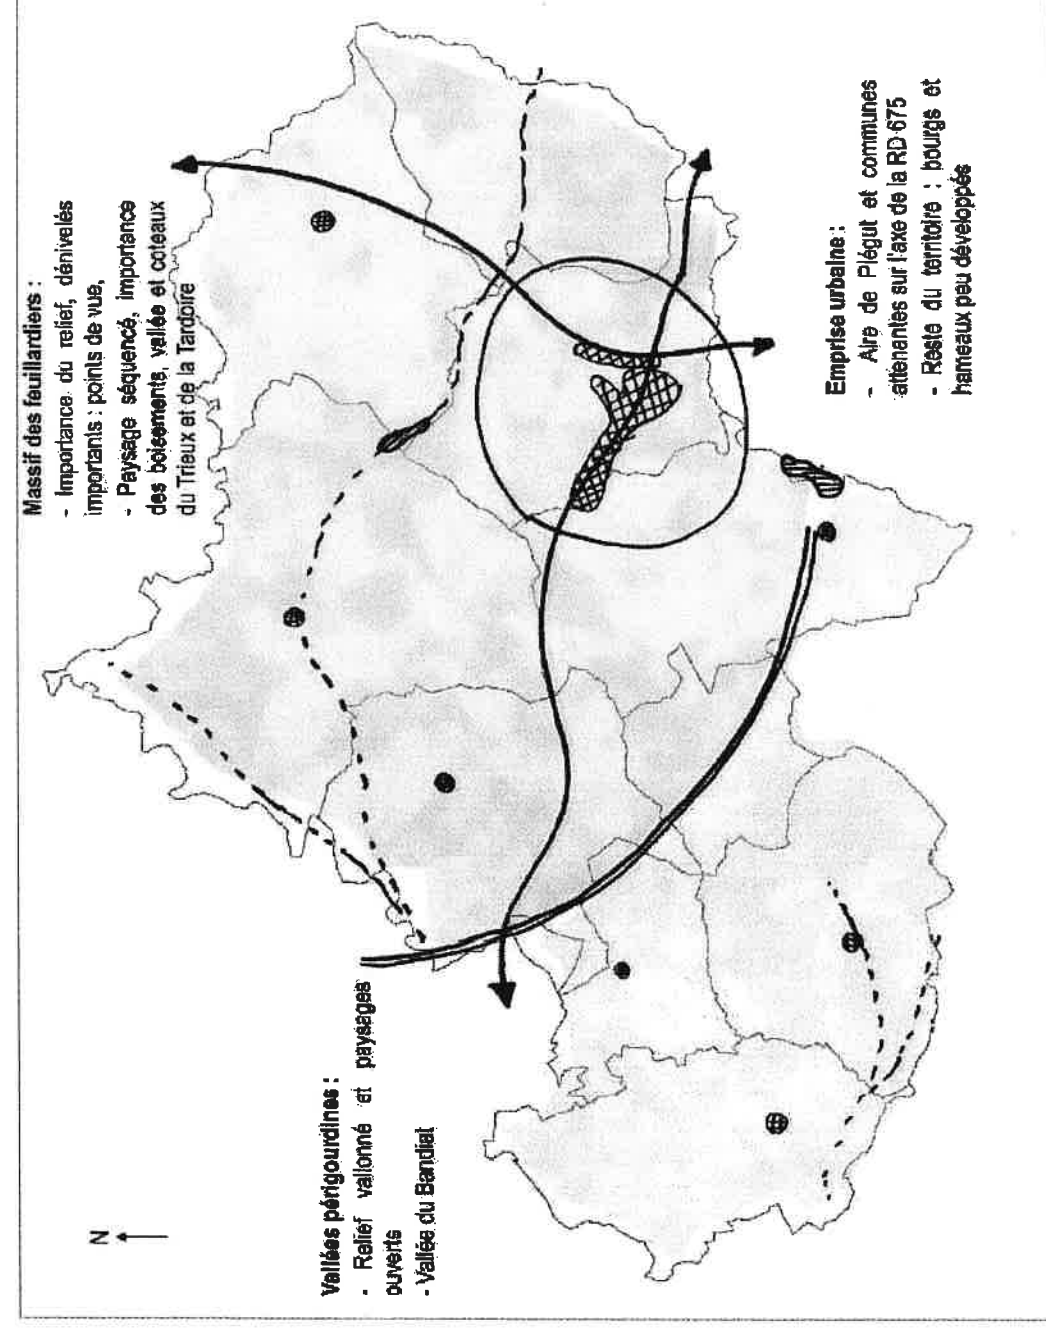 N
Massif des feuillardiers :
- Importance du relief, dénivelés
importants : points de vue,
- Paysage séquencé, importance
des boisements, vallée et coteaux
du Trieux et de la Tardoire
Vallées périgourdines :
- Relief vallonné et paysages
ouverts
- Vallée du Bandiat
Emprise urbaine :
- Aire de Piégut et communes
attenantes sur l'axe de la RD 675
- Reste du territoire : bourgs et
hameaux peu développés